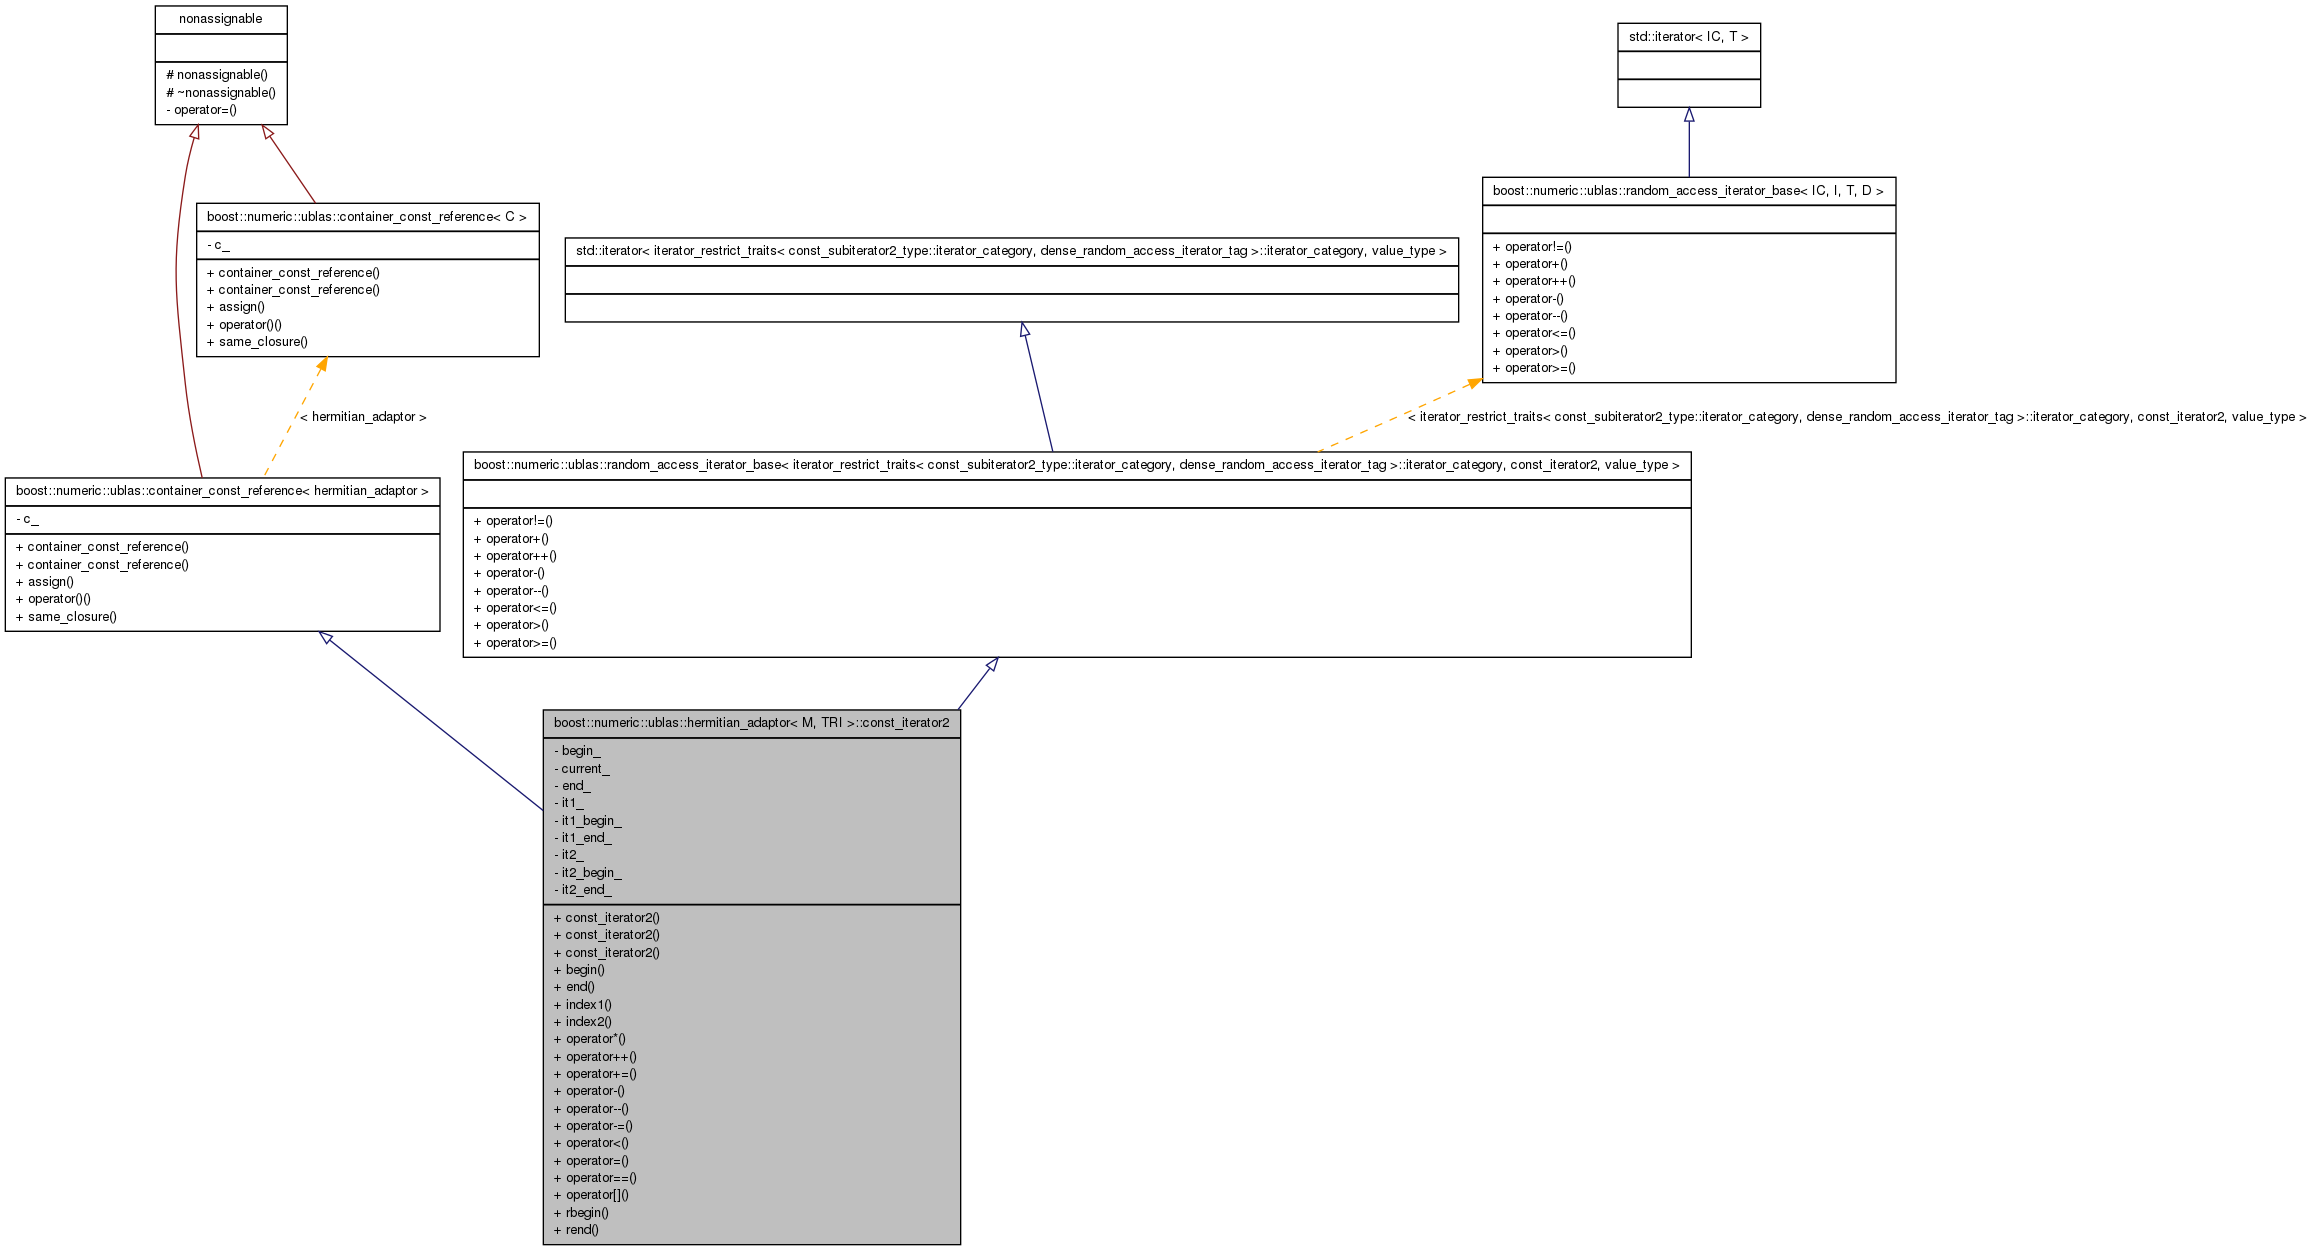 nonassignable
# nonassignable()
# ~nonassignable()
- operator=()
std::iterator< IC, T >
boost::numeric::ublas::container_const_reference< C >
- c_
+ container_const_reference()
+ container_const_reference()
+ assign()
+ operator()()
+ same_closure()
std::iterator< iterator_restrict_traits< const_subiterator2_type::iterator_category, dense_random_access_iterator_tag >::iterator_category, value_type >
boost::numeric::ublas::random_access_iterator_base< IC, I, T, D >
+ operator!=()
+ operator+()
+ operator++()
+ operator-()
+ operator--()
+ operator<=()
+ operator>()
+ operator>=()
< hermitian_adaptor >
< iterator_restrict_traits< const_subiterator2_type::iterator_category, dense_random_access_iterator_tag >::iterator_category, const_iterator2, value_type >
boost::numeric::ublas::container_const_reference< hermitian_adaptor >
- c_
+ container_const_reference()
+ container_const_reference()
+ assign()
+ operator()()
+ same_closure()
boost::numeric::ublas::random_access_iterator_base< iterator_restrict_traits< const_subiterator2_type::iterator_category, dense_random_access_iterator_tag >::iterator_category, const_iterator2, value_type >
+ operator!=()
+ operator+()
+ operator++()
+ operator-()
+ operator--()
+ operator<=()
+ operator>()
+ operator>=()
boost::numeric::ublas::hermitian_adaptor< M, TRI >::const_iterator2
- begin_
- current_
- end_
- it1_
- it1_begin_
- it1_end_
- it2_
- it2_begin_
- it2_end_
+ const_iterator2()
+ const_iterator2()
+ const_iterator2()
+ begin()
+ end()
+ index1()
+ index2()
+ operator*()
+ operator++()
+ operator+=()
+ operator-()
+ operator--()
+ operator-=()
+ operator<()
+ operator=()
+ operator==()
+ operator[]()
+ rbegin()
+ rend()